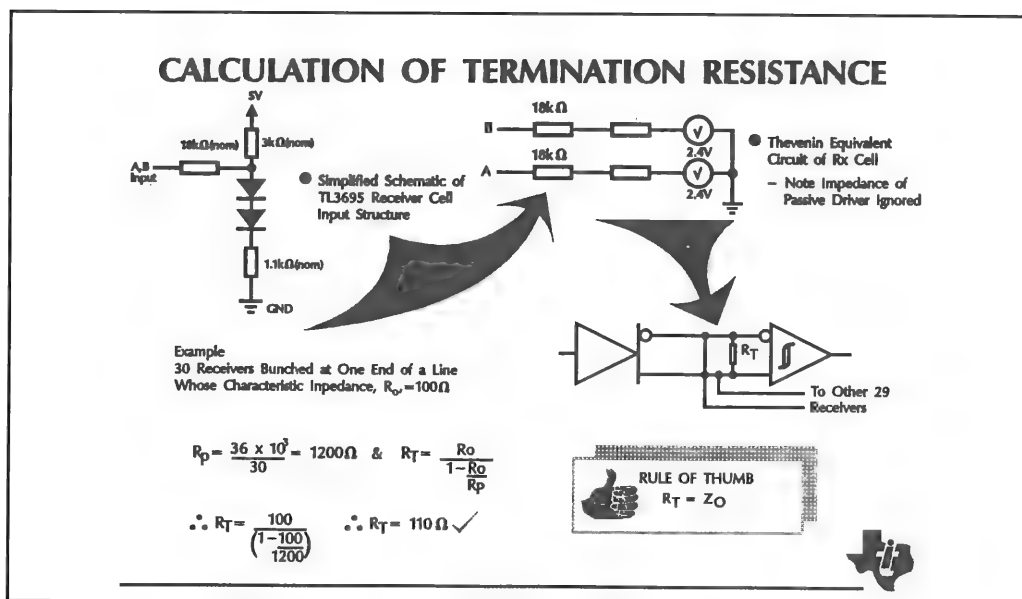 CALCULATION OF TERMINATION RESISTANCE
5V
18kΩ(nom)
3kΩ(nom)
A,B
Input
1.1kΩ(nom)
GND
● Simplified Schematic of
TL3695 Receiver Cell
Input Structure
18kΩ
B
2.4V
18kΩ
A
2.4V
V
V
● Thevenin Equivalent
Circuit of Rx Cell
– Note Impedance of
Passive Driver Ignored
Example
30 Receivers Bunched at One End of a Line
Whose Characteristic Impedance, Ro,=100Ω
RT
To Other 29
Receivers
Rp = 36 x 10³ / 30 = 1200Ω & RT = Ro / 1–Ro/Rp
∴ RT = 100 / (1–100/1200) ∴ RT = 110 Ω ✓
RULE OF THUMB
RT = ZO
ti